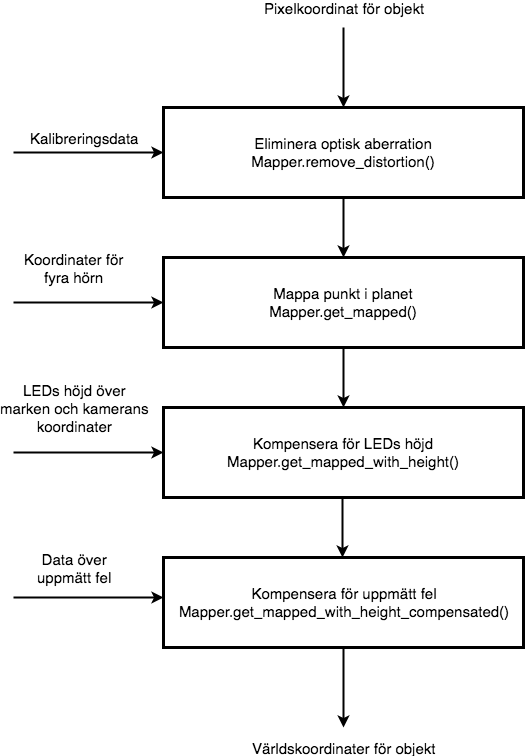 Pixelkoordinat för objekt
Kalibreringsdata
Eliminera optisk aberration
Mapper.remove_distortion()
Koordinater för
fyra hörn
Mappa punkt i planet
Mapper.get_mapped()
LEDs höjd över
marken och kamerans
koordinater
Kompensera för LEDs höjd
Mapper.get_mapped_with_height()
Data över
uppmätt fel
Kompensera för uppmätt fel
Mapper.get_mapped_with_height_compensated()
Världskoordinater för objekt